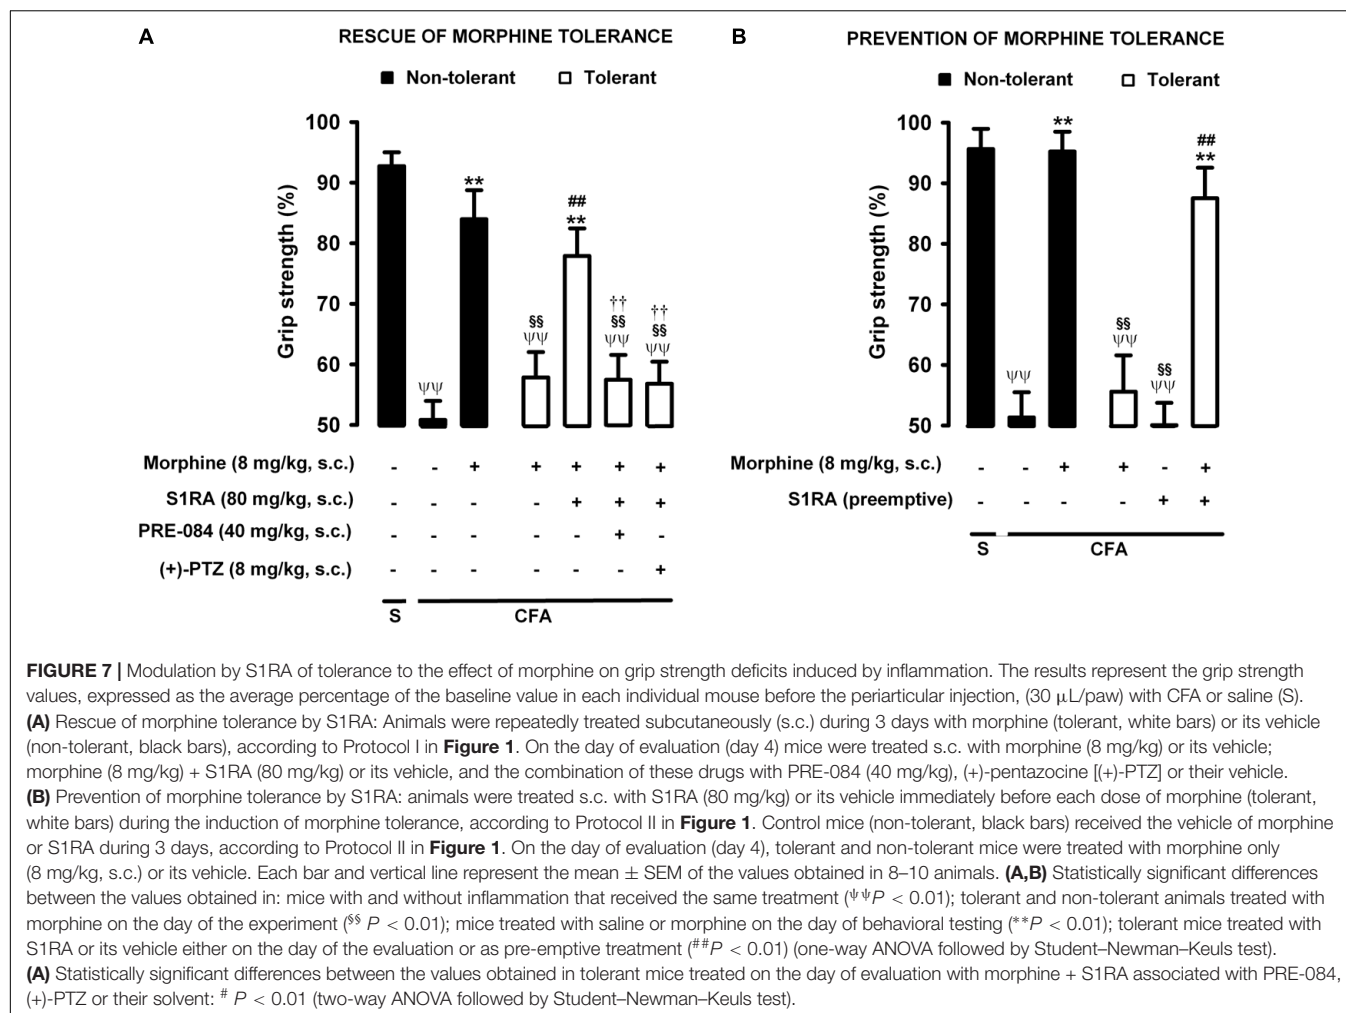 A
RESCUE OF MORPHINE TOLERANCE
■ Non-tolerant □ Tolerant
Grip strength (%)
100
90
80
70
60
50
ψψ
**
§§
ψψ
##
**
††
§§
ψψ
††
§§
ψψ
Morphine (8 mg/kg, s.c.) - - + + + + +
S1RA (80 mg/kg, s.c.) - - - - + + +
PRE-084 (40 mg/kg, s.c.) - - - - - + -
(+)-PTZ (8 mg/kg, s.c.) - - - - - - +
S CFA
B
PREVENTION OF MORPHINE TOLERANCE
■ Non-tolerant □ Tolerant
Grip strength (%)
100
90
80
70
60
50
ψψ
**
§§
ψψ
§§
ψψ
##
**
Morphine (8 mg/kg, s.c.) - - + + - +
S1RA (preemptive) - - - - + +
S CFA
FIGURE 7 | Modulation by S1RA of tolerance to the effect of morphine on grip strength deficits induced by inflammation. The results represent the grip strength
values, expressed as the average percentage of the baseline value in each individual mouse before the periarticular injection, (30 μL/paw) with CFA or saline (S).
(A) Rescue of morphine tolerance by S1RA: Animals were repeatedly treated subcutaneously (s.c.) during 3 days with morphine (tolerant, white bars) or its vehicle
(non-tolerant, black bars), according to Protocol I in Figure 1. On the day of evaluation (day 4) mice were treated s.c. with morphine (8 mg/kg) or its vehicle;
morphine (8 mg/kg) + S1RA (80 mg/kg) or its vehicle, and the combination of these drugs with PRE-084 (40 mg/kg), (+)-pentazocine [(+)-PTZ] or their vehicle.
(B) Prevention of morphine tolerance by S1RA: animals were treated s.c. with S1RA (80 mg/kg) or its vehicle immediately before each dose of morphine (tolerant,
white bars) during the induction of morphine tolerance, according to Protocol II in Figure 1. Control mice (non-tolerant, black bars) received the vehicle of morphine
or S1RA during 3 days, according to Protocol II in Figure 1. On the day of evaluation (day 4), tolerant and non-tolerant mice were treated with morphine only
(8 mg/kg, s.c.) or its vehicle. Each bar and vertical line represent the mean ± SEM of the values obtained in 8–10 animals. (A,B) Statistically significant differences
between the values obtained in: mice with and without inflammation that received the same treatment (ψψP < 0.01); tolerant and non-tolerant animals treated with
morphine on the day of the experiment (§§ P < 0.01); mice treated with saline or morphine on the day of behavioral testing (**P < 0.01); tolerant mice treated with
S1RA or its vehicle either on the day of the evaluation or as pre-emptive treatment (##P < 0.01) (one-way ANOVA followed by Student–Newman–Keuls test).
(A) Statistically significant differences between the values obtained in tolerant mice treated on the day of evaluation with morphine + S1RA associated with PRE-084,
(+)-PTZ or their solvent: # P < 0.01 (two-way ANOVA followed by Student–Newman–Keuls test).